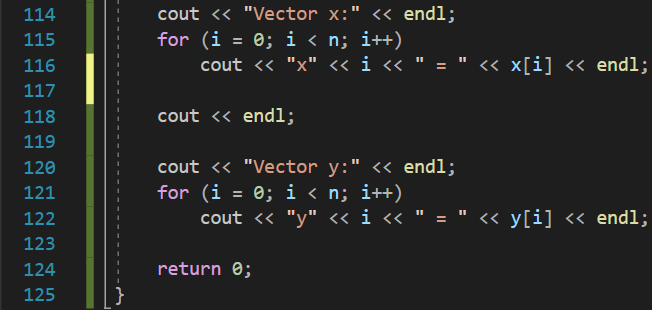 114 cout << "Vector x:" << endl;
115 for (i = 0; i < n; i++)
116 cout << "x" << i << " = " << x[i] << endl;
117
118 cout << endl;
119
120 cout << "Vector y:" << endl;
121 for (i = 0; i < n; i++)
122 cout << "y" << i << " = " << y[i] << endl;
123
124 return 0;
125 }